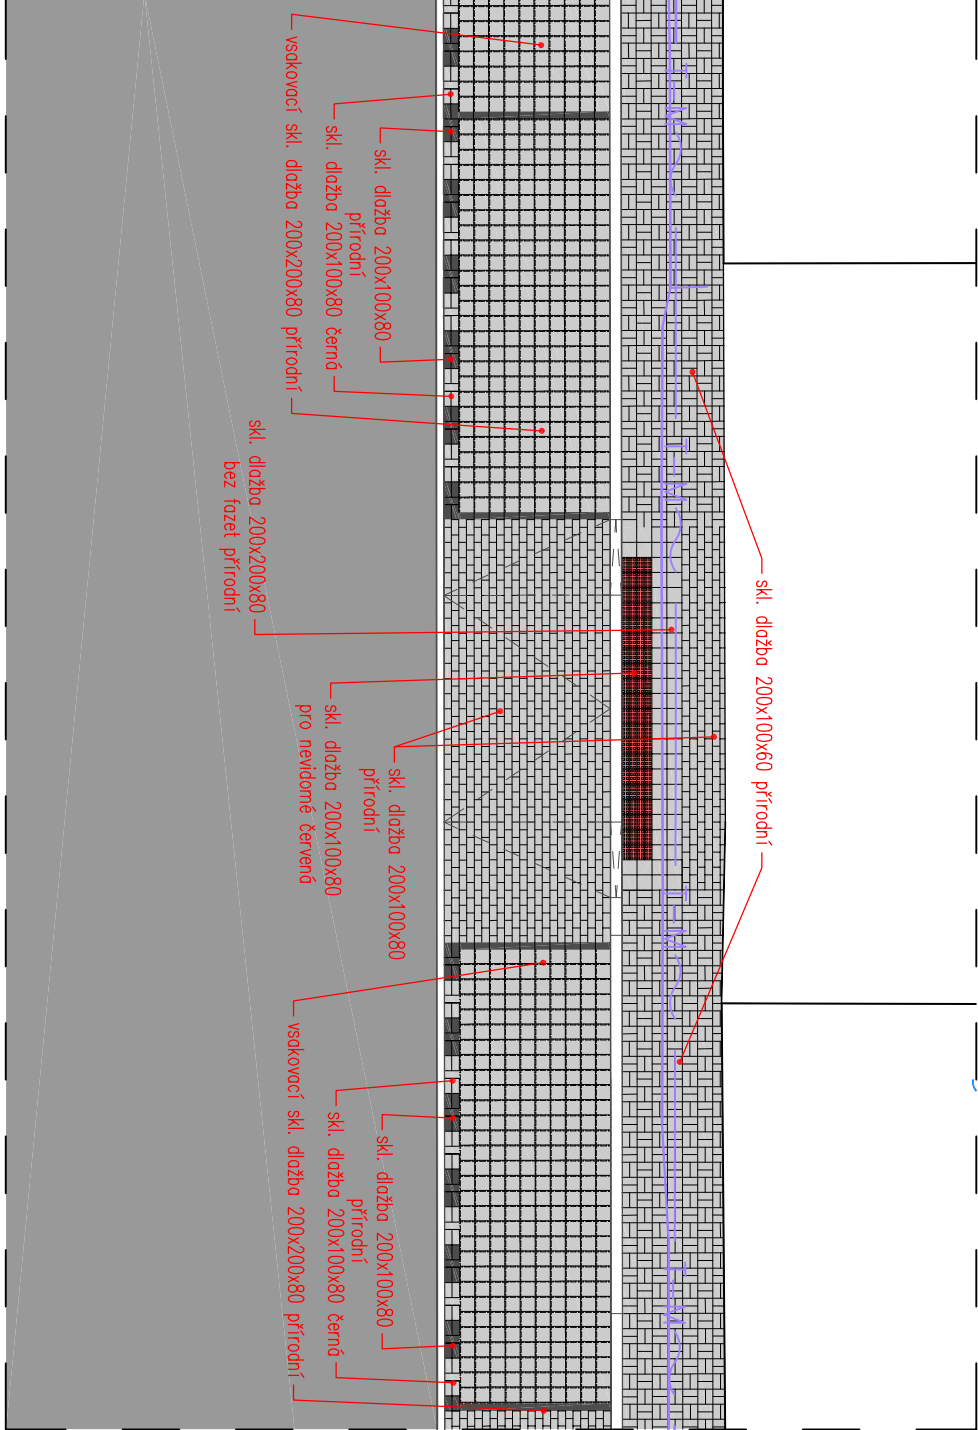 skl. dlažba 200x100x60 přírodní
skl. dlažba 200x100x80
přírodní
skl. dlažba 200x100x80 černá
vsakovací skl. dlažba 200x200x80 přírodní
skl. dlažba 200x200x80
bez fazet přírodní
skl. dlažba 200x100x80
přírodní
skl. dlažba 200x100x80
pro nevidomé červená
skl. dlažba 200x100x80
přírodní
skl. dlažba 200x100x80 černá
vsakovací skl. dlažba 200x200x80 přírodní